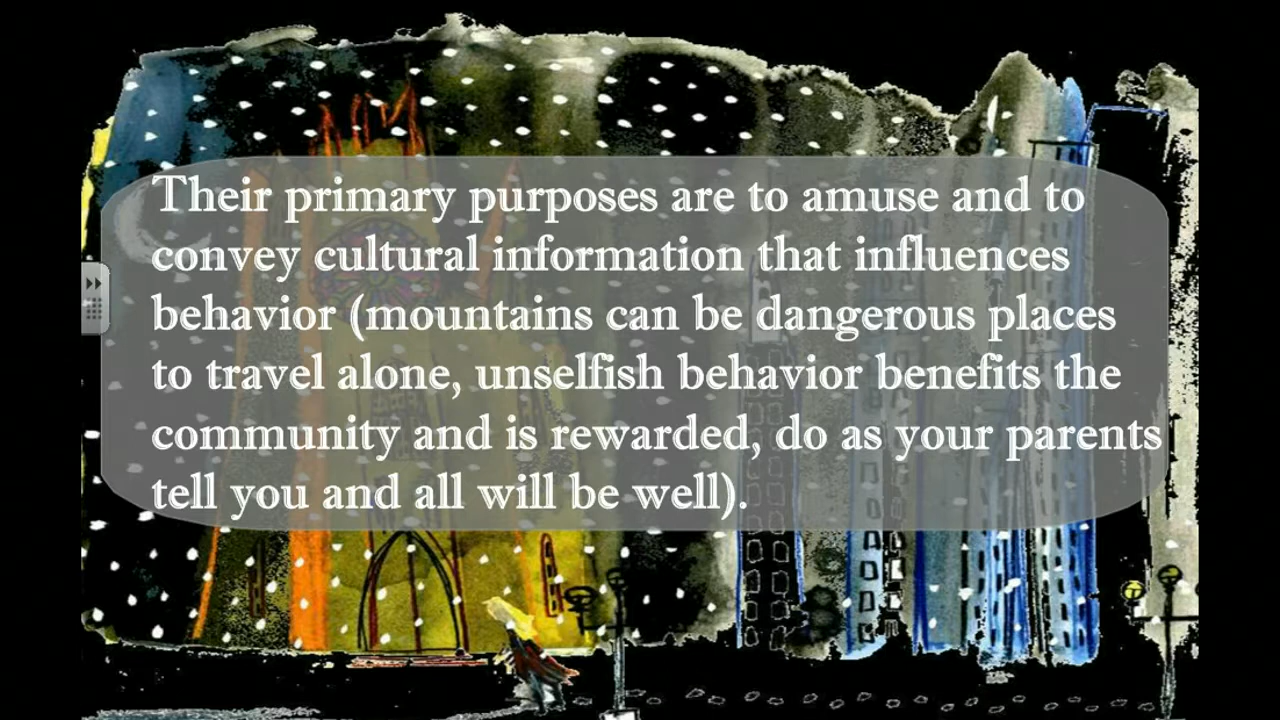 Their primary purposes are to amuse and to
convey cultural information that influences
behavior (mountains can be dangerous places
to travel alone, unselfish behavior benefits the
community and is rewarded, do as your parents
tell you and all will be well).